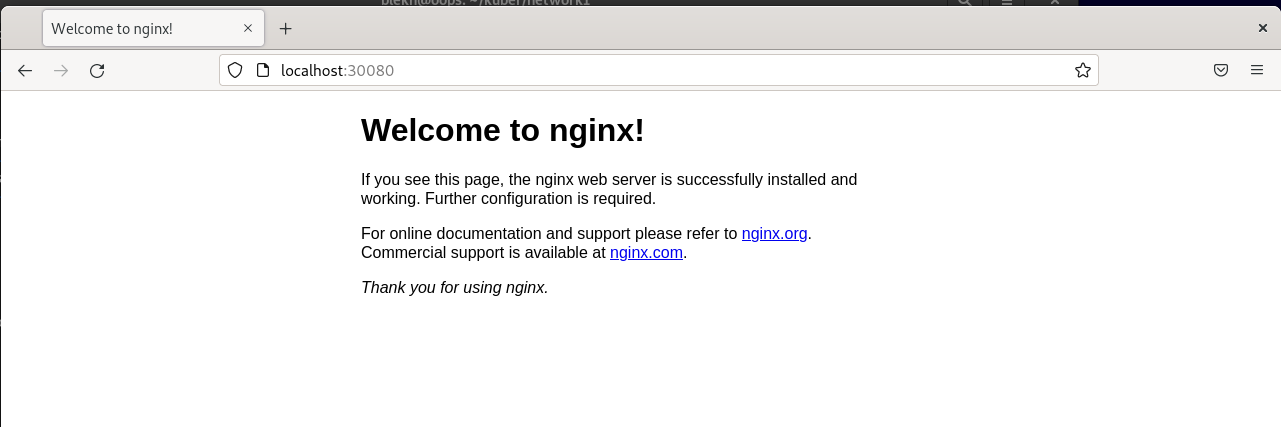 Welcome to nginx!
localhost:30080
Welcome to nginx!
If you see this page, the nginx web server is successfully installed and
working. Further configuration is required.
For online documentation and support please refer to nginx.org.
Commercial support is available at nginx.com.
Thank you for using nginx.